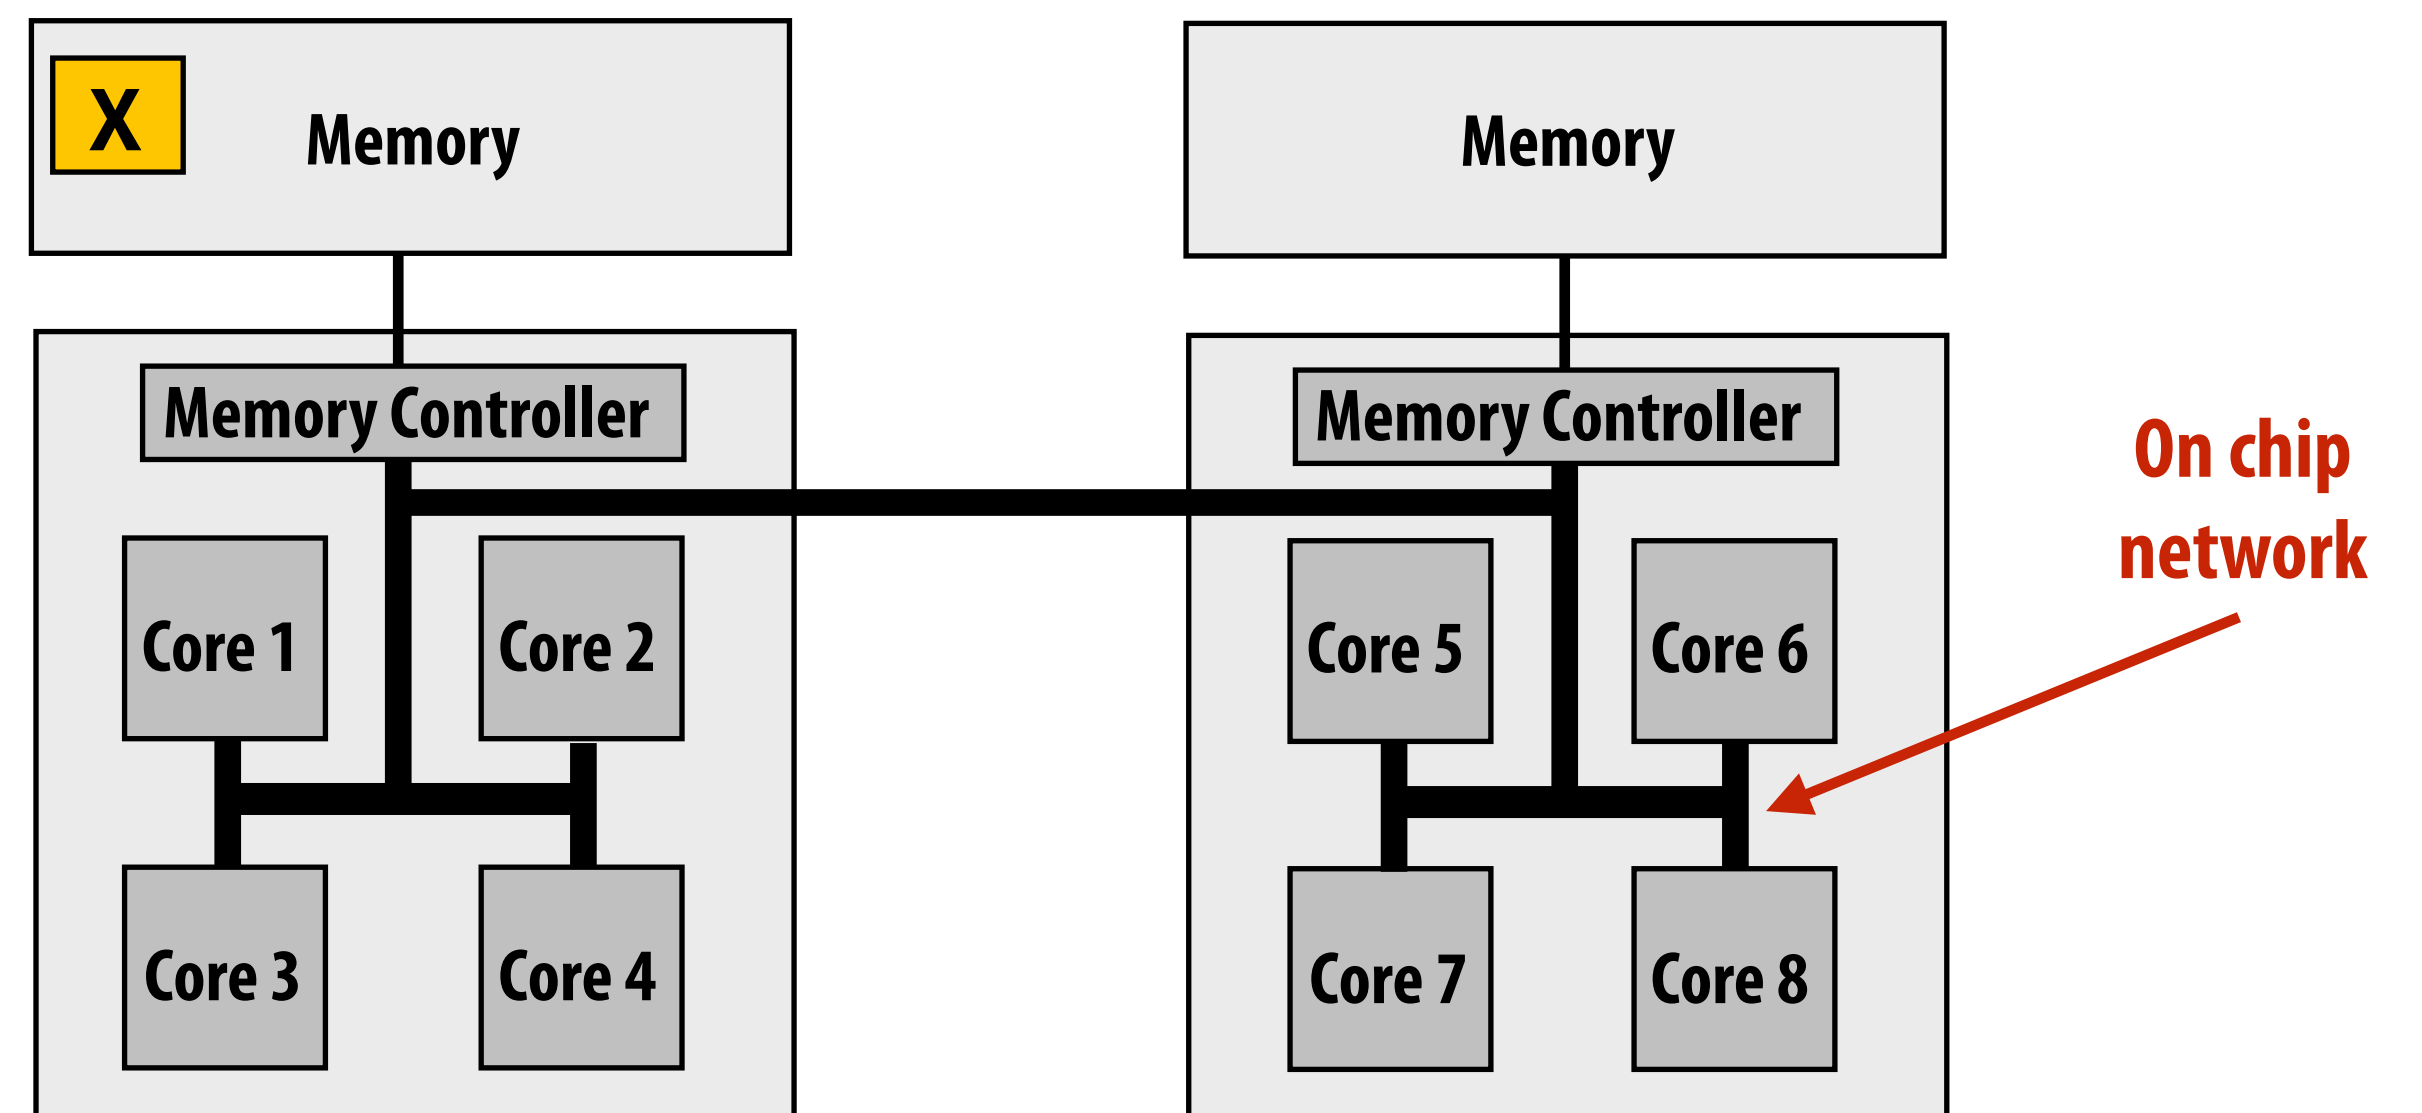 X
Memory
Memory
Memory Controller
Memory Controller
On chip
network
Core 1
Core 2
Core 5
Core 6
Core 3
Core 4
Core 7
Core 8